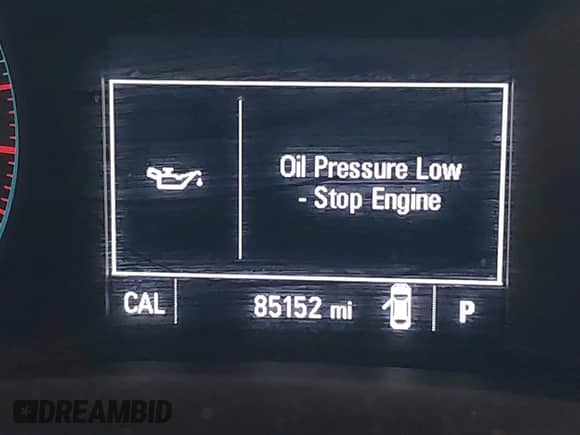 Oil Pressure Low
- Stop Engine
CAL 85152 mi P
DREAMBID